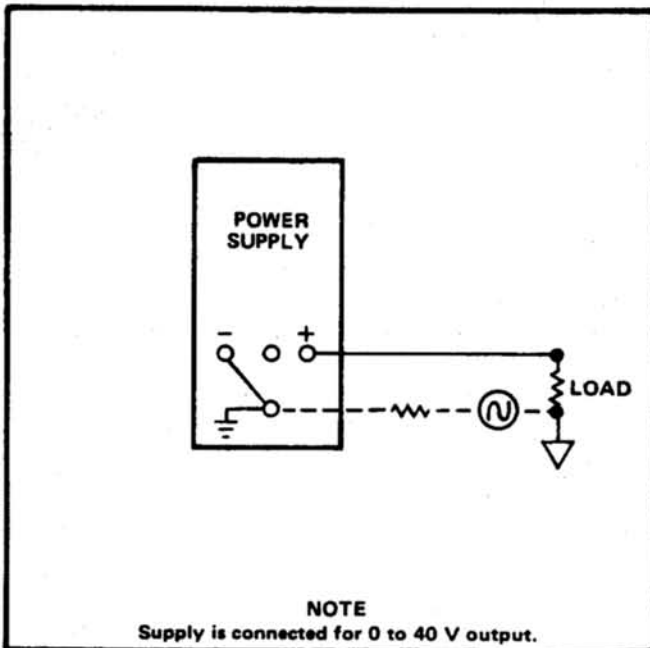 POWER
SUPPLY
- +
LOAD
NOTE
Supply is connected for 0 to 40 V output.